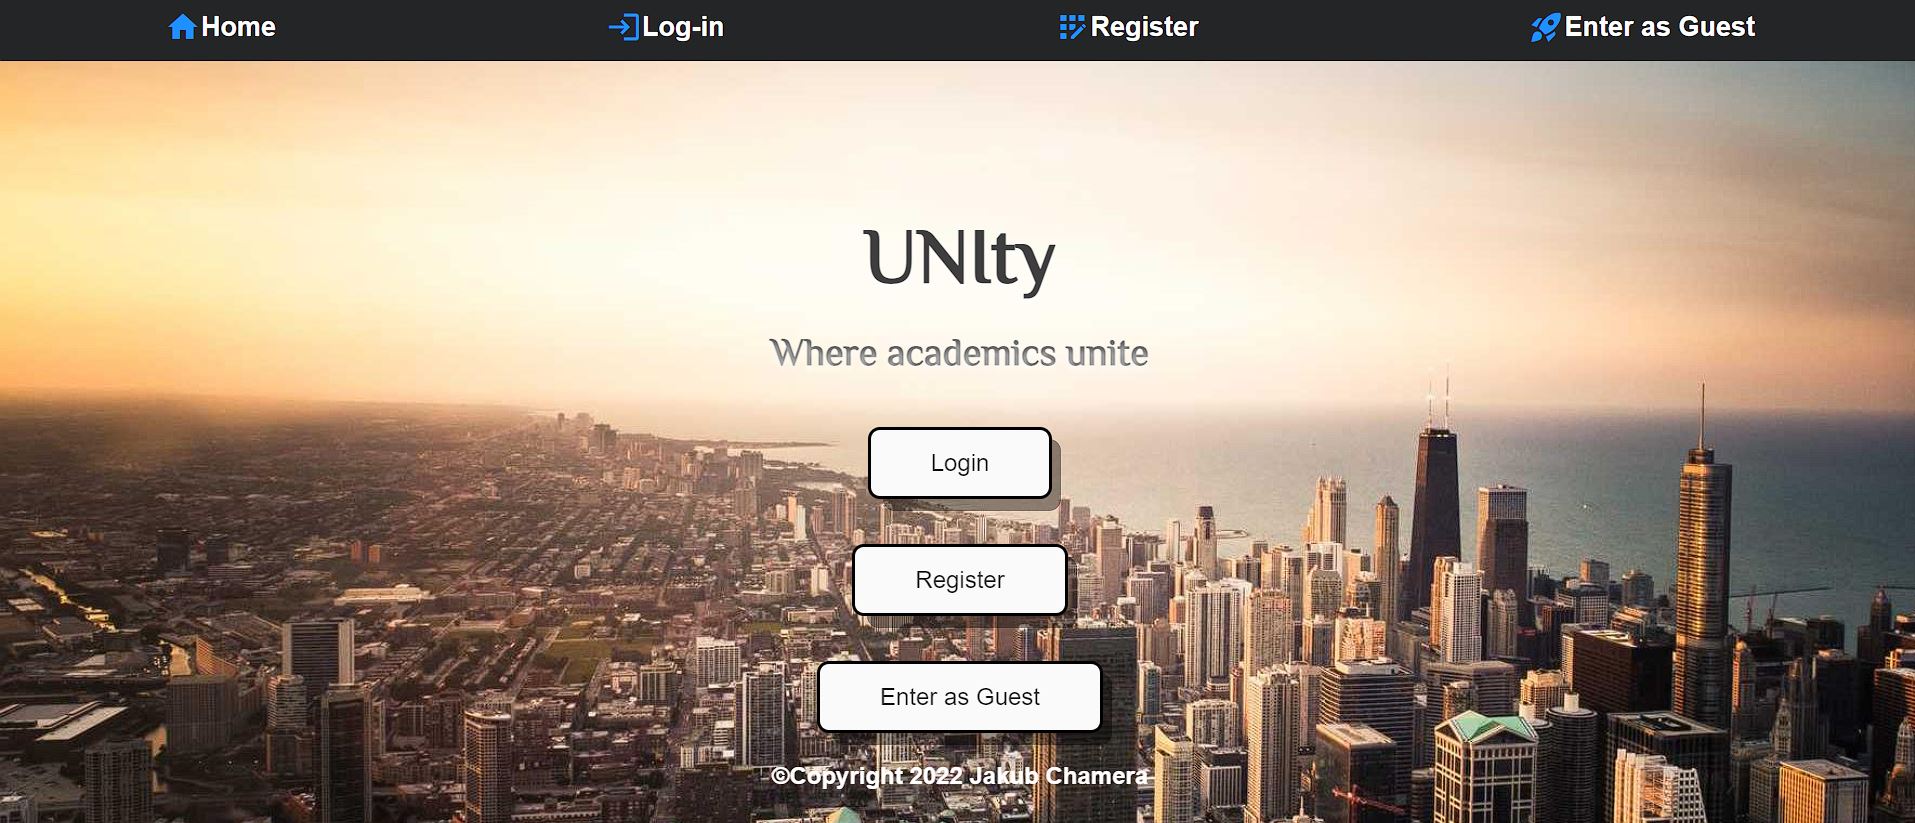 Home
Log-in
Register
Enter as Guest
UNIty
Where academics unite
Login
Register
Enter as Guest
©Copyright 2022 Jakub Chamera